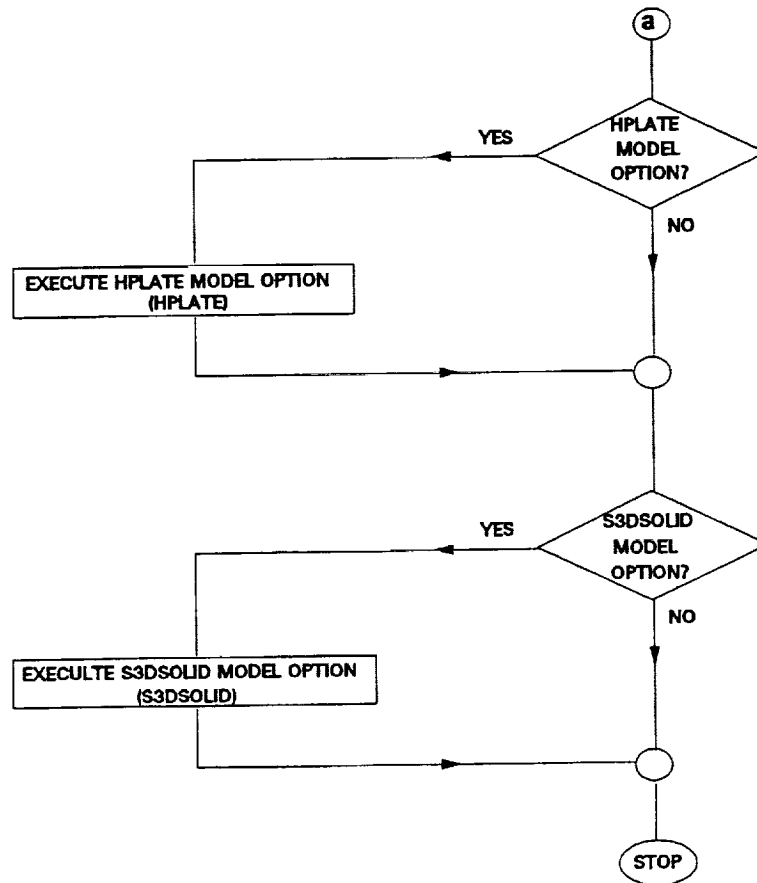 a
HPLATE
MODEL
OPTION?
YES
NO
EXECUTE HPLATE MODEL OPTION
(HPLATE)
S3DSOLID
MODEL
OPTION?
YES
NO
EXECULTE S3DSOLID MODEL OPTION
(S3DSOLID)
STOP